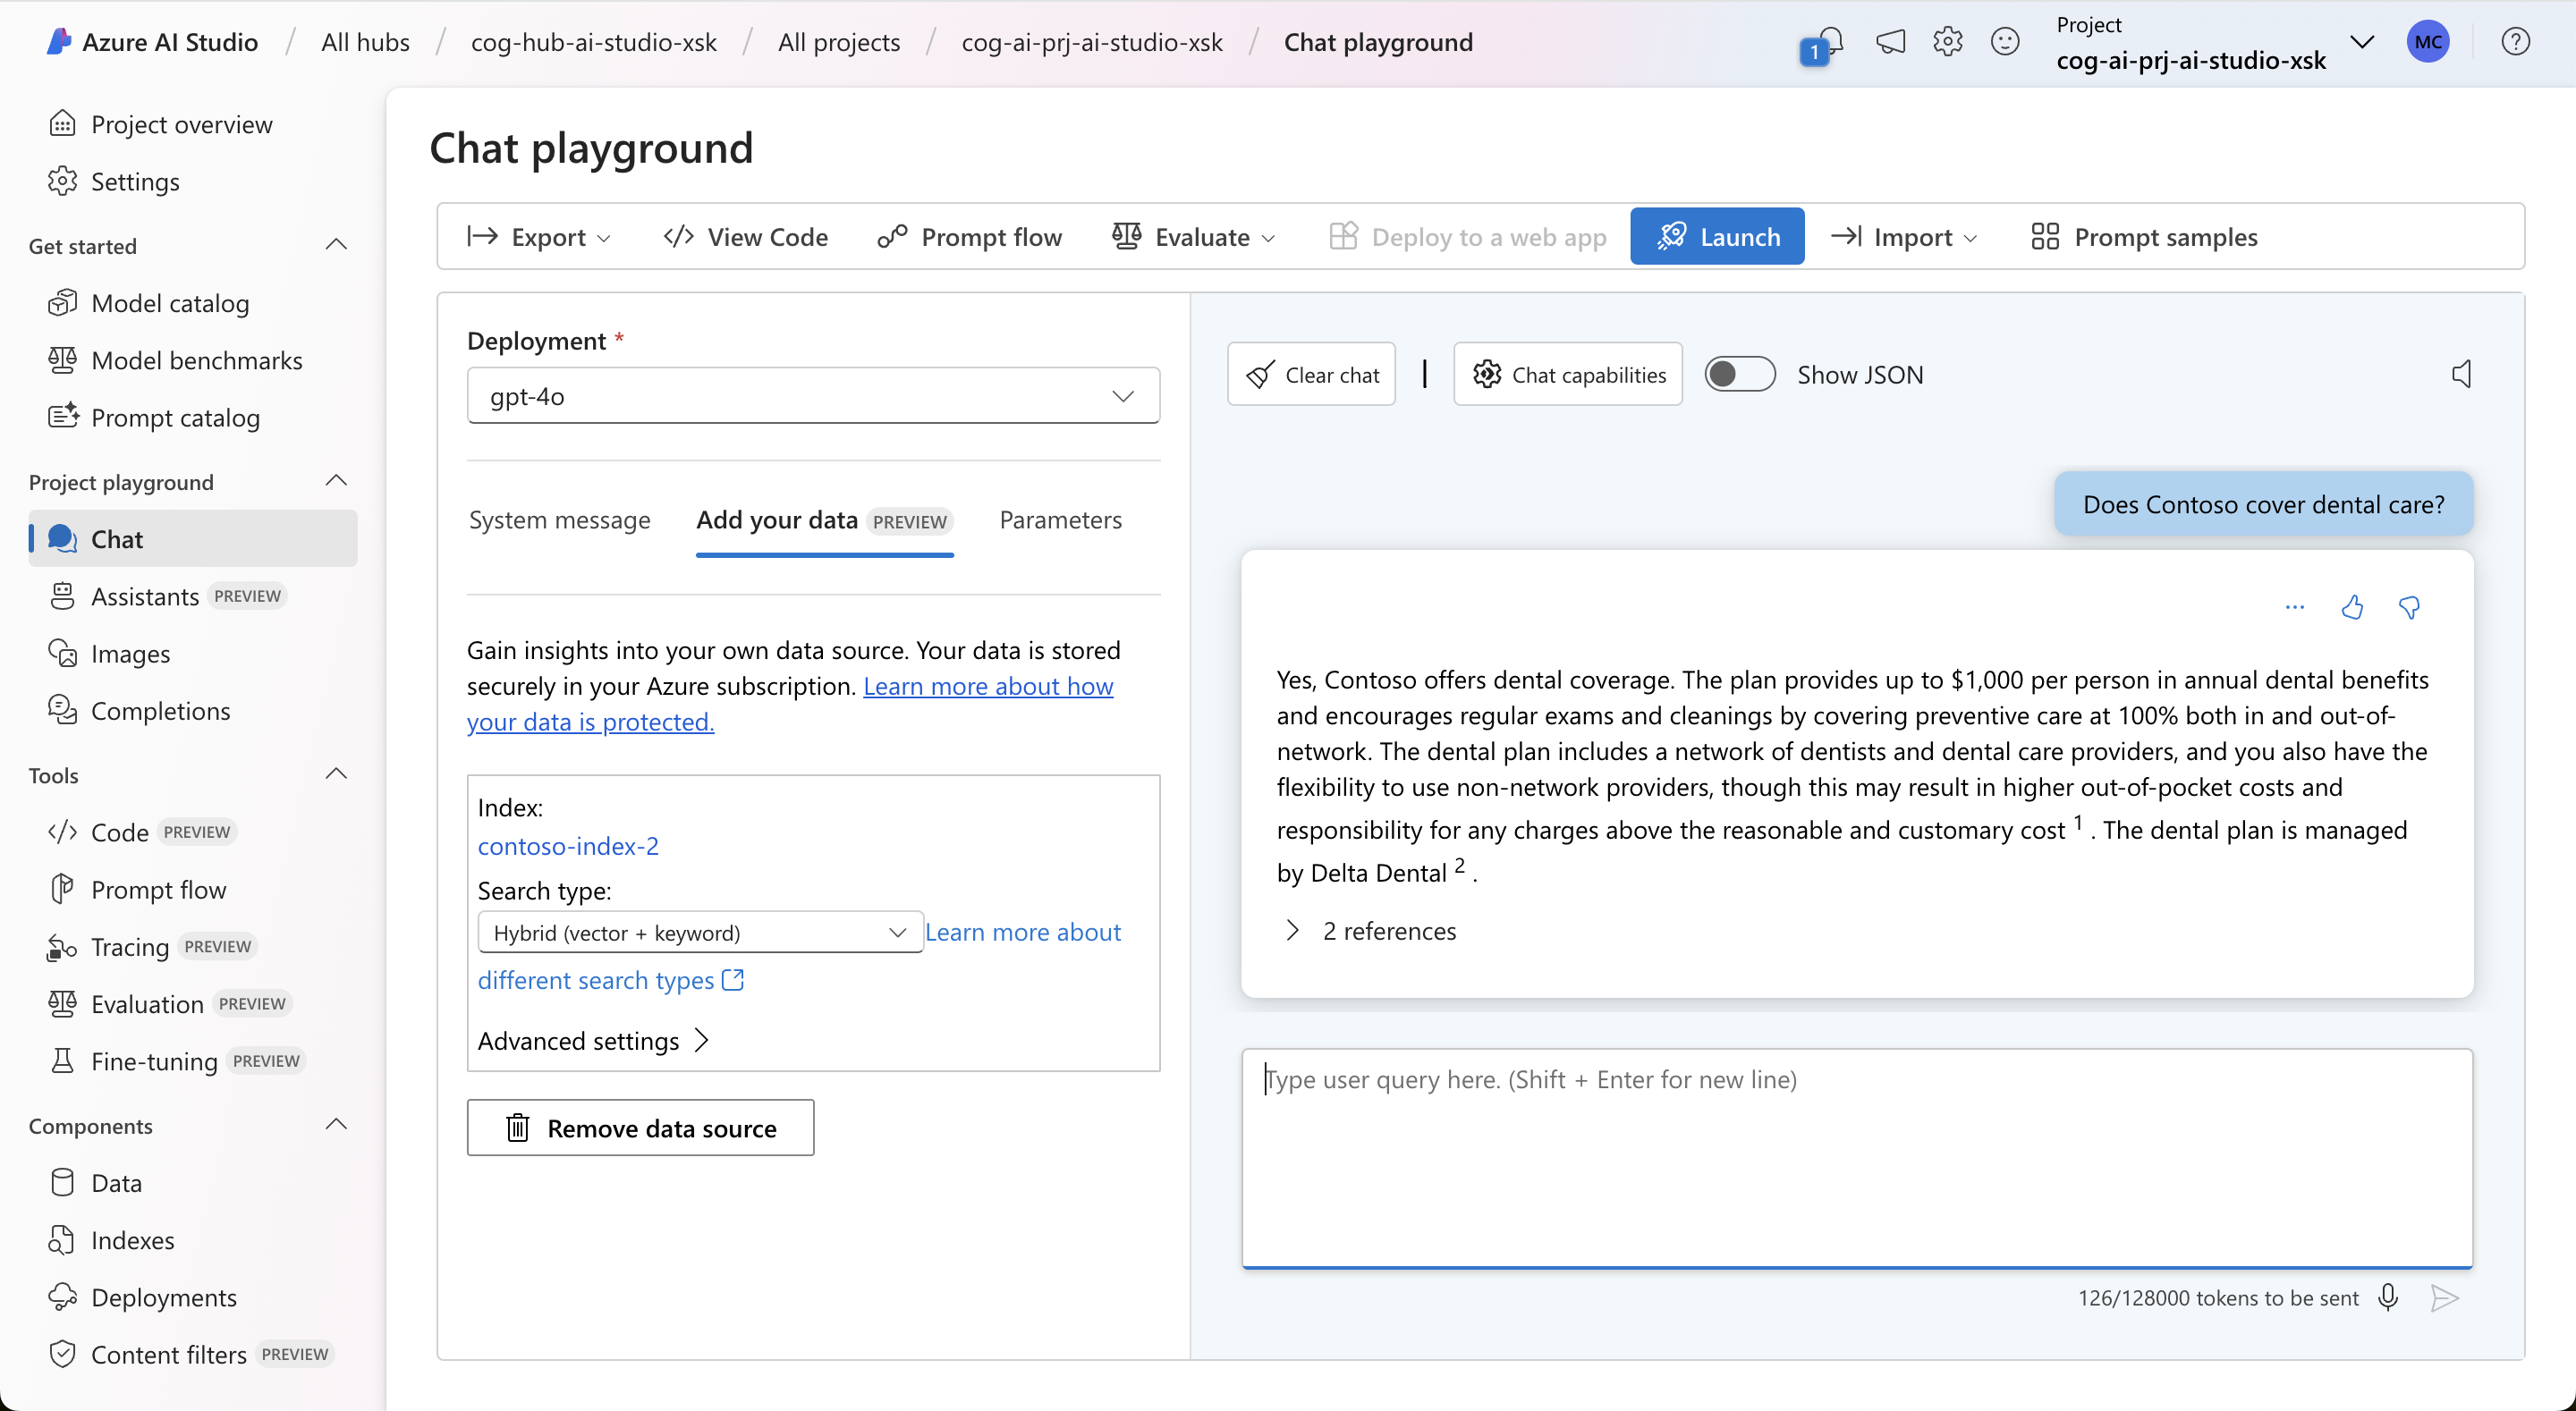 Azure AI Studio / All hubs / cog-hub-ai-studio-xsk / All projects / cog-ai-prj-ai-studio-xsk / Chat playground
1
Project
cog-ai-prj-ai-studio-xsk
MC
Project overview
Settings
Get started
Model catalog
Model benchmarks
Prompt catalog
Project playground
Chat
Assistants PREVIEW
Images
Completions
Tools
Code PREVIEW
Prompt flow
Tracing PREVIEW
Evaluation PREVIEW
Fine-tuning PREVIEW
Components
Data
Indexes
Deployments
Content filters PREVIEW
Chat playground
Export View Code Prompt flow Evaluate Deploy to a web app Launch Import Prompt samples
Deployment *
gpt-4o
System message Add your data PREVIEW Parameters
Gain insights into your own data source. Your data is stored
securely in your Azure subscription. Learn more about how
your data is protected.
Index:
contoso-index-2
Search type:
Hybrid (vector + keyword) Learn more about
different search types
Advanced settings
Remove data source
Clear chat | Chat capabilities Show JSON
Does Contoso cover dental care?
Yes, Contoso offers dental coverage. The plan provides up to $1,000 per person in annual dental benefits
and encourages regular exams and cleanings by covering preventive care at 100% both in and out-of-
network. The dental plan includes a network of dentists and dental care providers, and you also have the
flexibility to use non-network providers, though this may result in higher out-of-pocket costs and
responsibility for any charges above the reasonable and customary cost 1 . The dental plan is managed
by Delta Dental 2 .
2 references
Type user query here. (Shift + Enter for new line)
126/128000 tokens to be sent